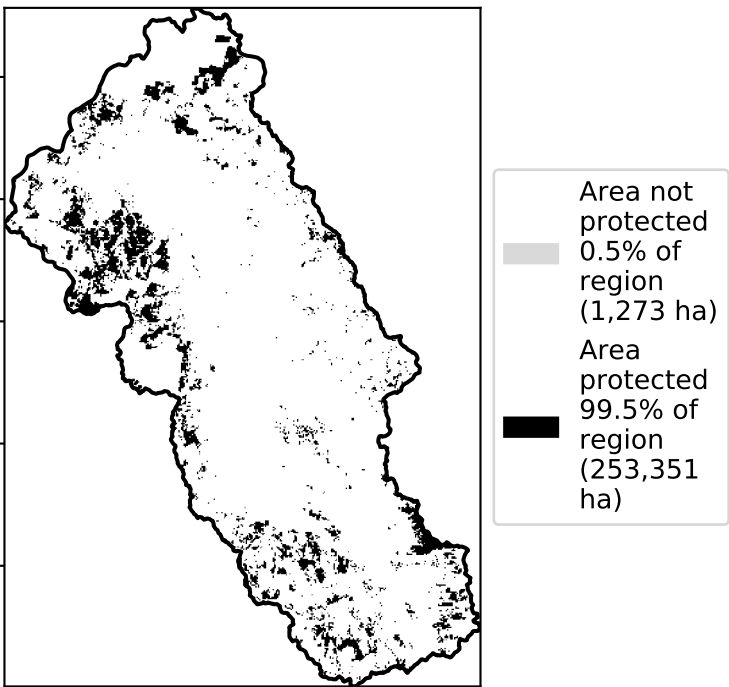 Area not
protected
0.5% of
region
(1,273 ha)
Area
protected
99.5% of
region
(253,351
ha)